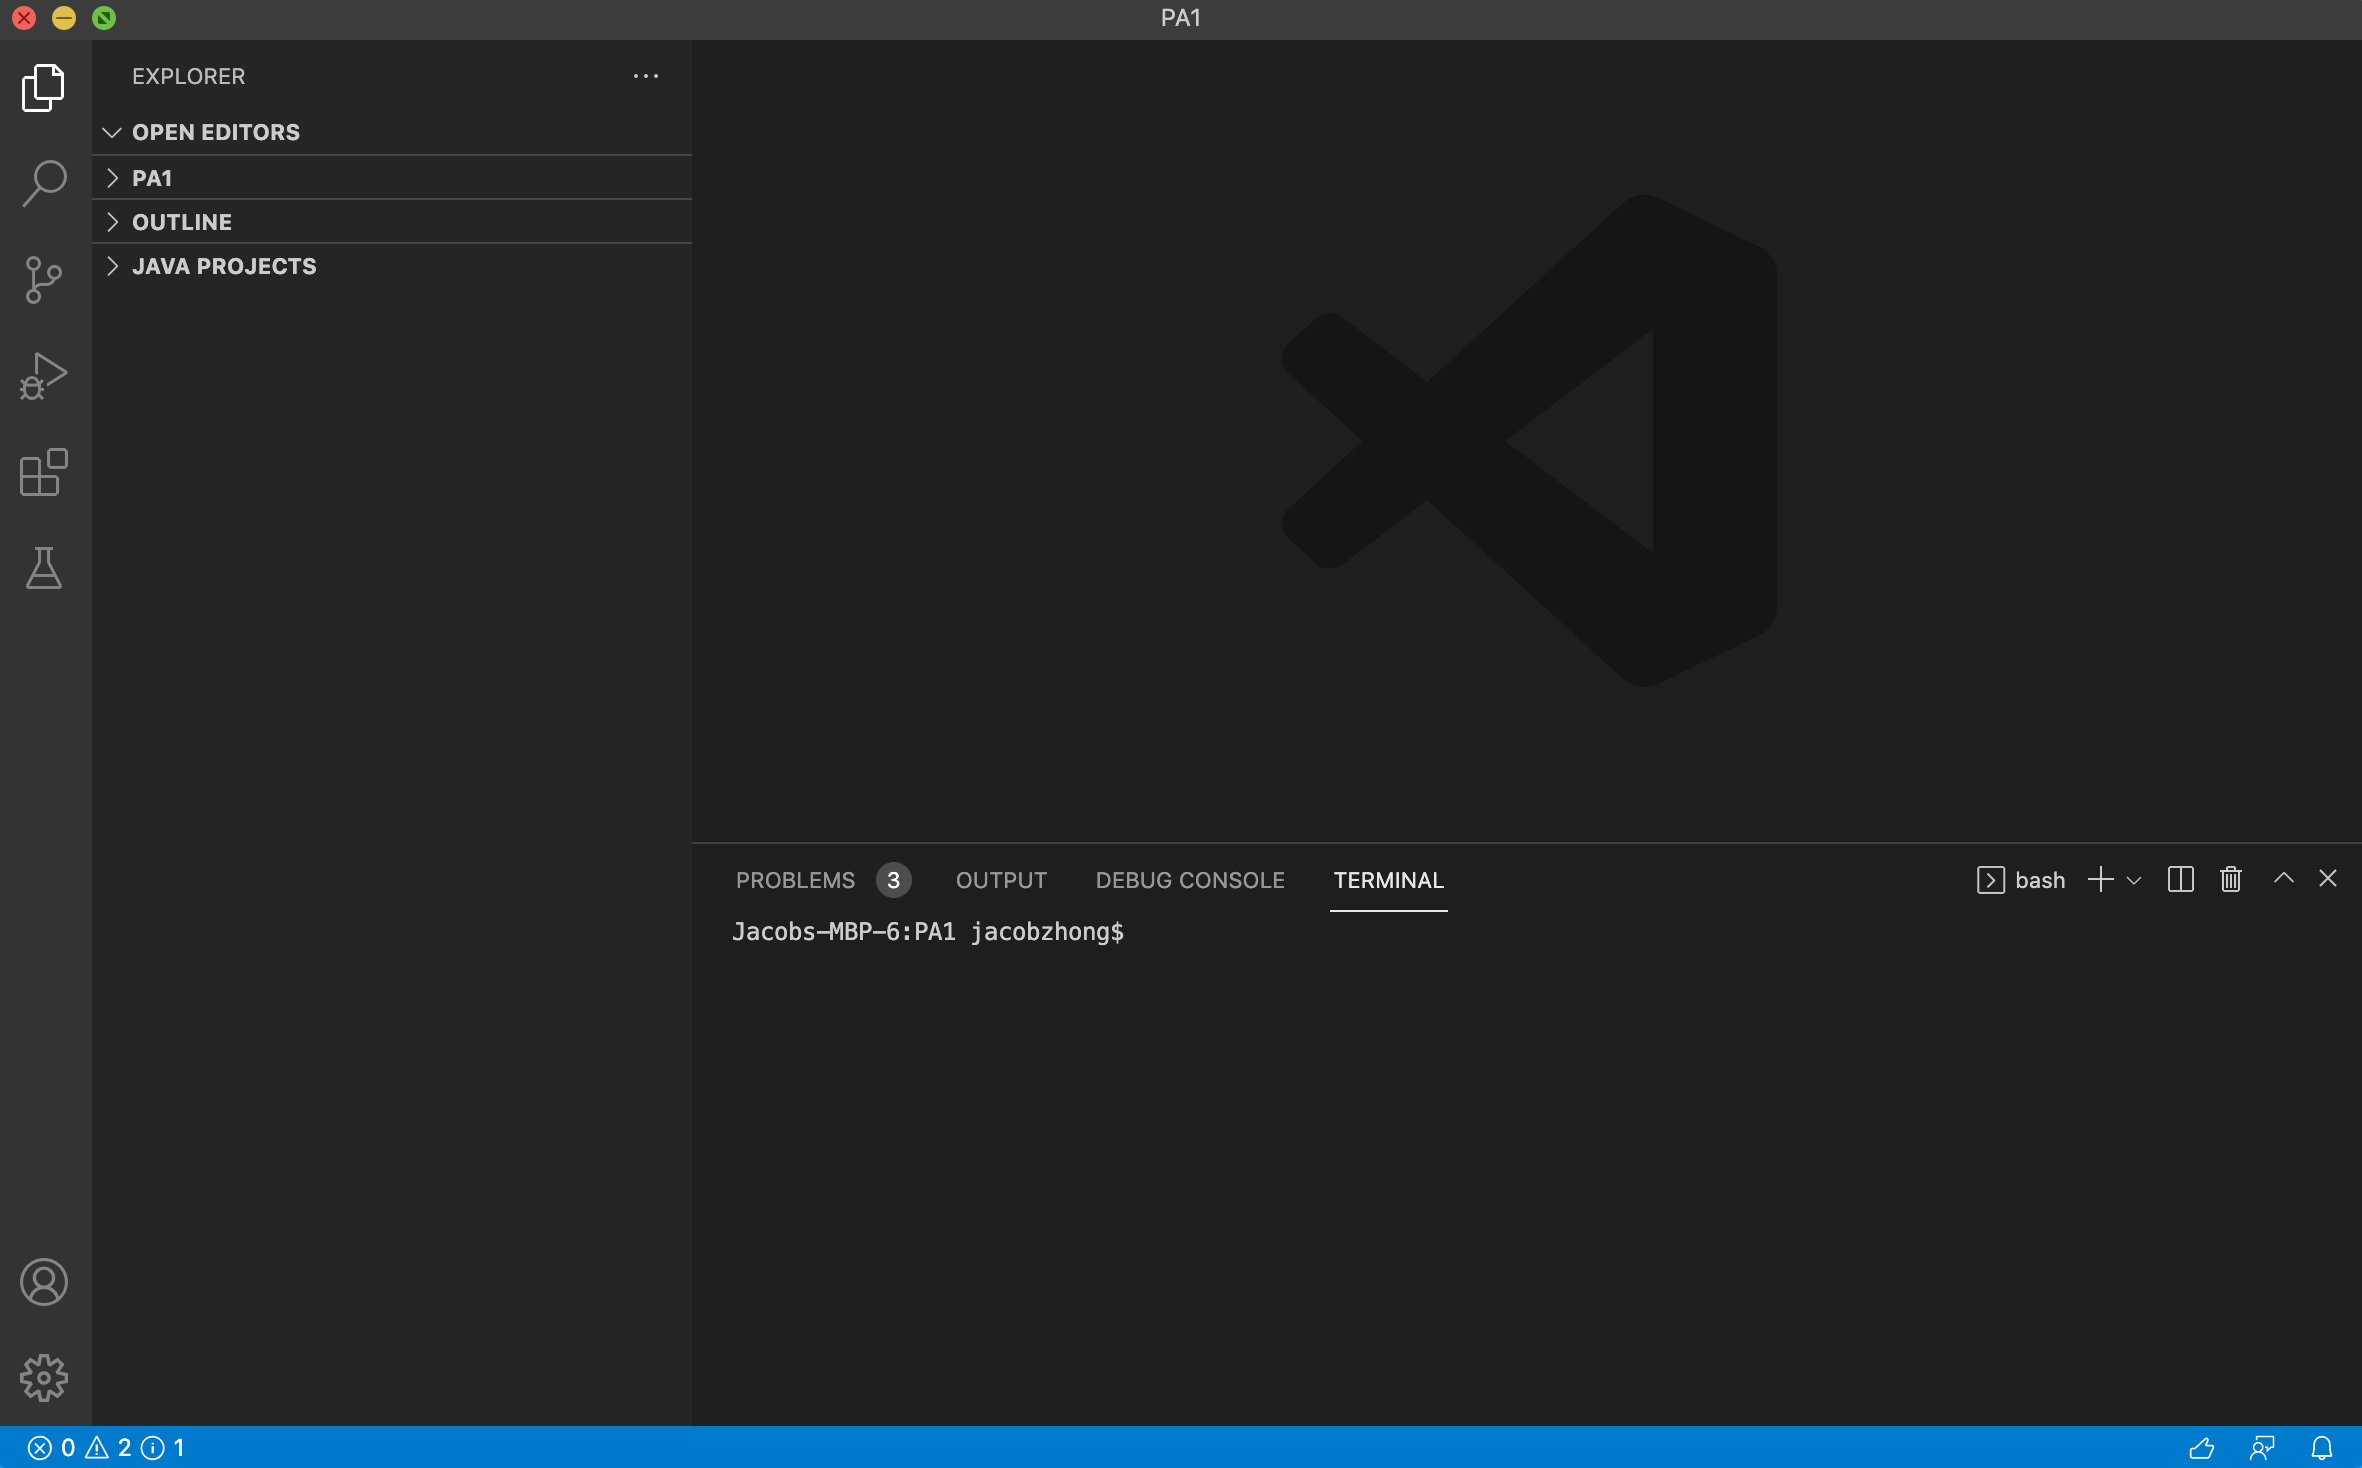 PA1
EXPLORER
OPEN EDITORS
PA1
OUTLINE
JAVA PROJECTS
PROBLEMS 3 OUTPUT DEBUG CONSOLE TERMINAL bash
Jacobs-MBP-6:PA1 jacobzhong$
0 2 1